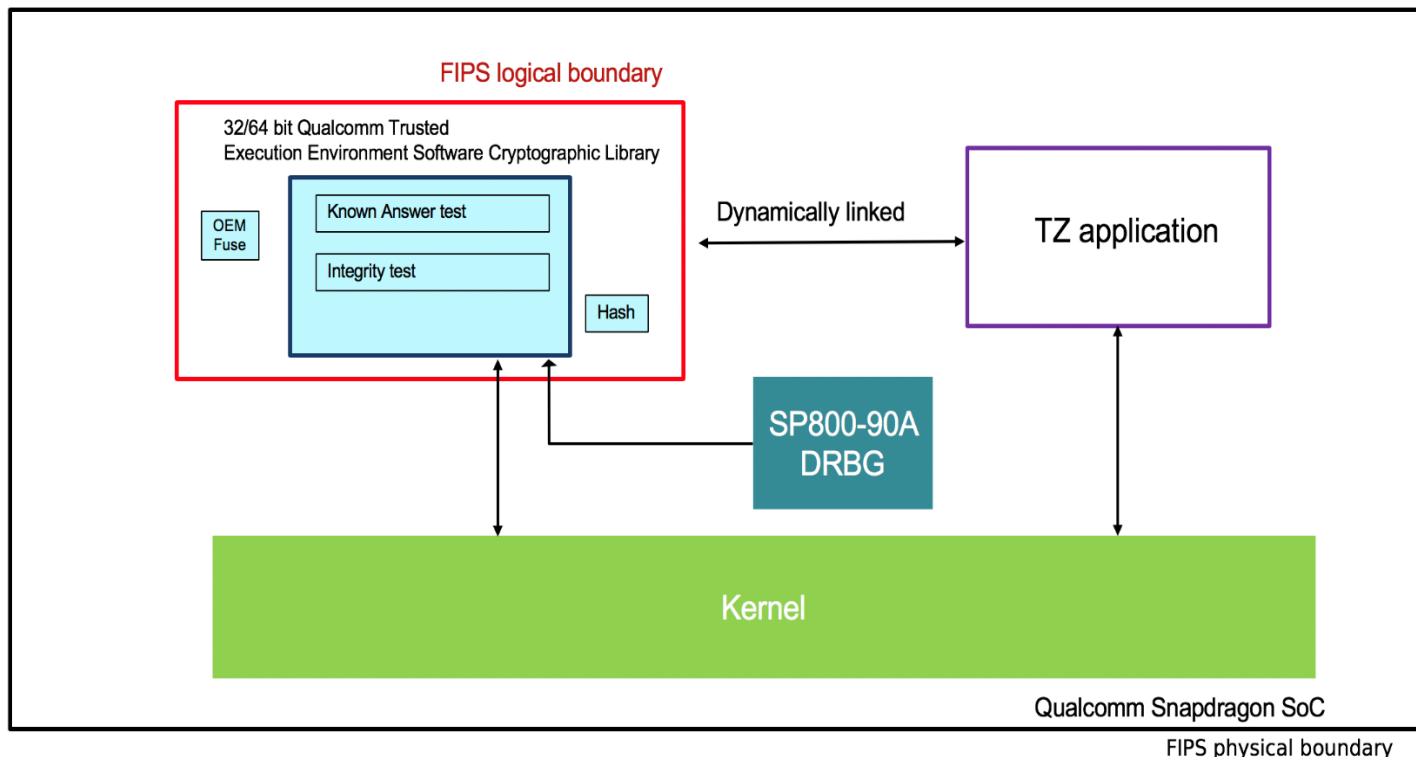 FIPS logical boundary
32/64 bit Qualcomm Trusted
Execution Environment Software Cryptographic Library
Known Answer test
OEM
Fuse
Integrity test
Hash
Dynamically linked
TZ application
SP800-90A
DRBG
Kernel
Qualcomm Snapdragon SoC
FIPS physical boundary